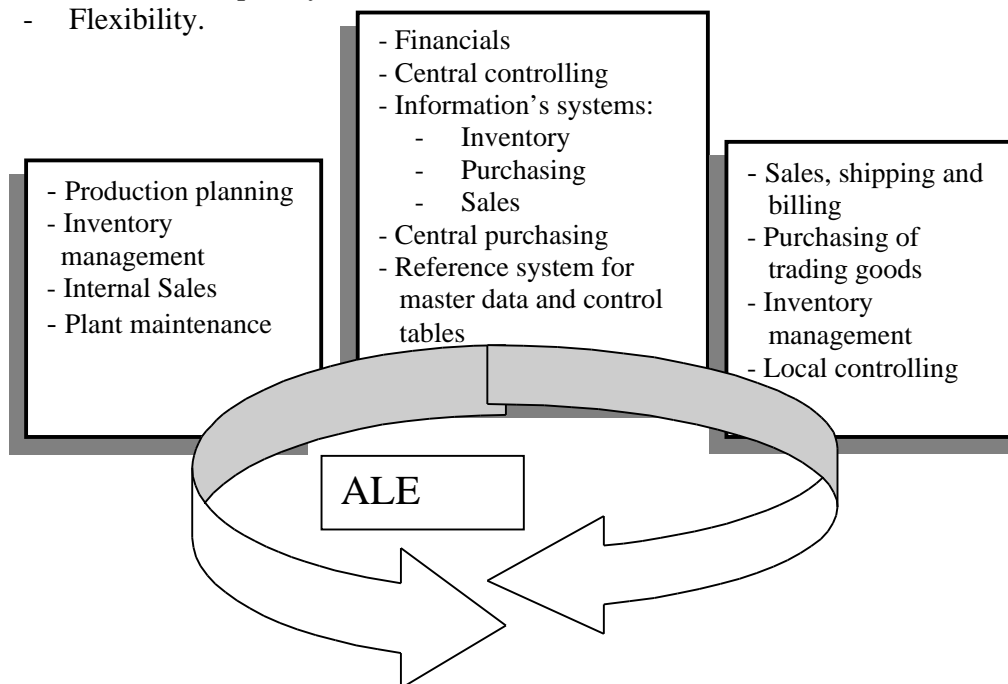 - Flexibility.
- Production planning
- Inventory
management
- Internal Sales
- Plant maintenance
- Financials
- Central controlling
- Information's systems:
- Inventory
- Purchasing
- Sales
- Central purchasing
- Reference system for
master data and control
tables
- Sales, shipping and
billing
- Purchasing of
trading goods
- Inventory
management
- Local controlling
ALE